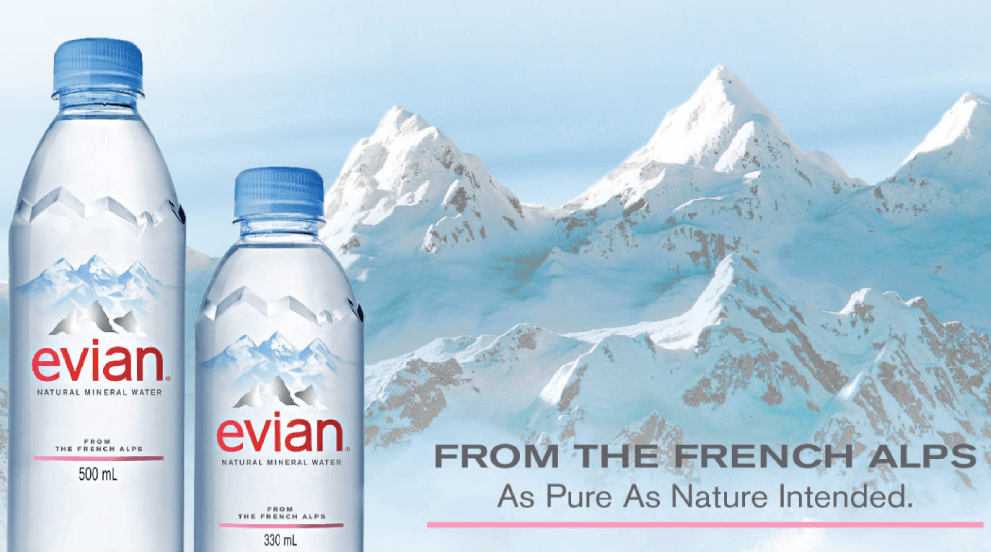 evian®
NATURAL MINERAL WATER
FROM
THE FRENCH ALPS
500 mL
evian®
NATURAL MINERAL WATER
FROM
THE FRENCH ALPS
330 mL
FROM THE FRENCH ALPS
As Pure As Nature Intended.